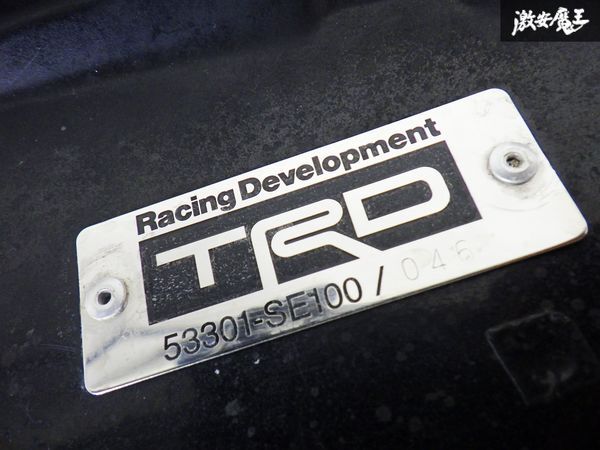 激安魔王
Racing Development
TRD
53301-SE100 / 046